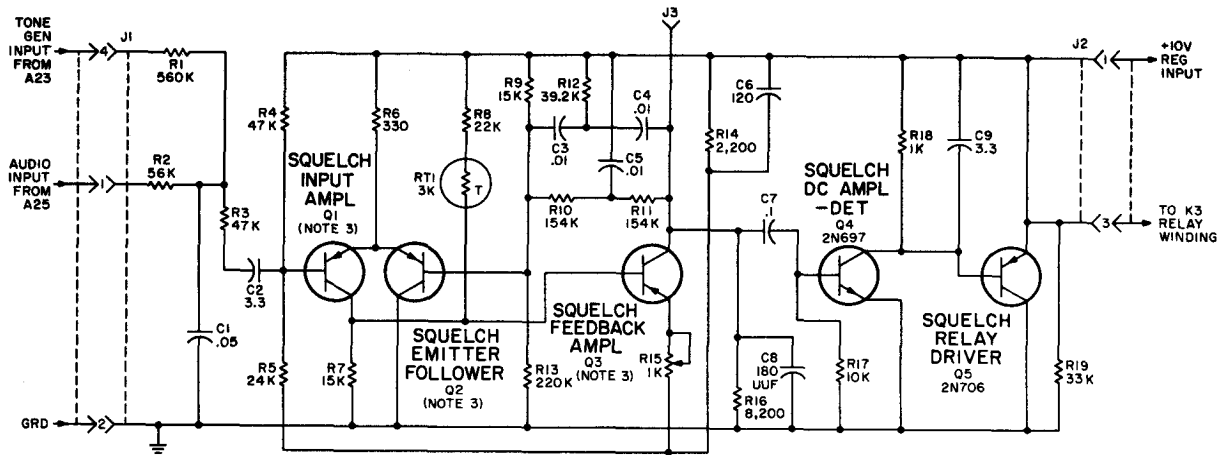 TONE
GEN
INPUT
FROM
A23
4
J1
R1
560K
AUDIO
INPUT
FROM
A25
1
R2
56K
R3
47K
C2
3.3
C1
.05
GRD
2
R4
47K
R5
24K
R6
330
R8
22K
RT1
3K
T
SQUELCH
INPUT
AMPL
Q1
(NOTE 3)
R7
15K
SQUELCH
EMITTER
FOLLOWER
Q2
(NOTE 3)
R9
15K
R12
39.2K
C3
.01
C4
.01
C5
.01
R10
154K
R11
154K
R13
220K
SQUELCH
FEEDBACK
AMPL
Q3
(NOTE 3)
R15
1K
J3
R14
2,200
C6
120
C7
.1
R16
8,200
C8
180
UUF
SQUELCH
DC AMPL
-DET
Q4
2N697
R17
10K
R18
1K
C9
3.3
SQUELCH
RELAY
DRIVER
Q5
2N706
R19
33K
J2
1
+10V
REG
INPUT
3
TO K3
RELAY
WINDING